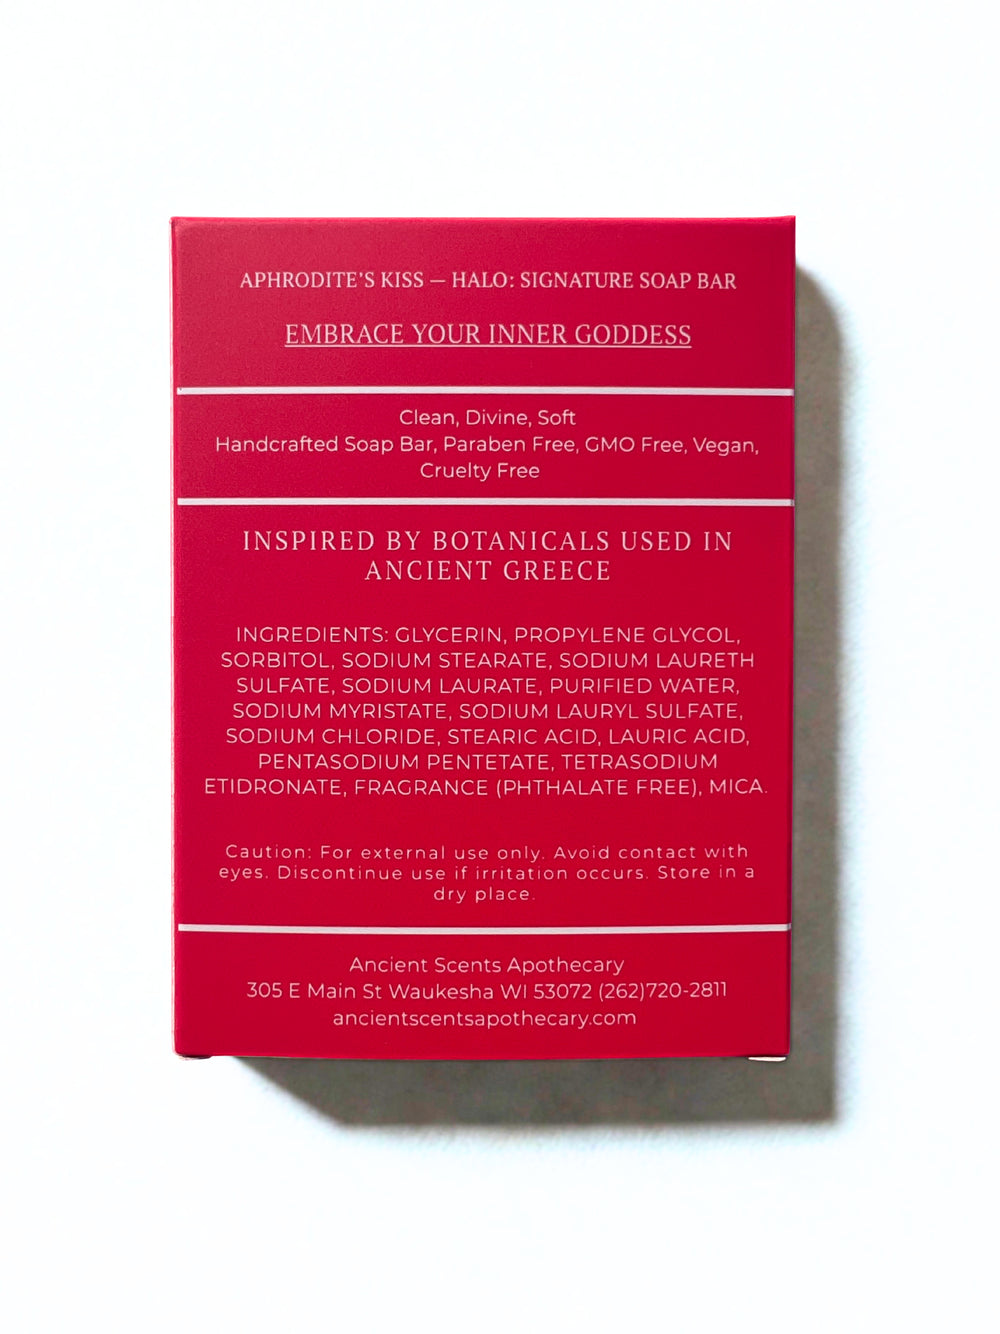 APHRODITE'S KISS — HALO: SIGNATURE SOAP BAR
EMBRACE YOUR INNER GODDESS
Clean, Divine, Soft
Handcrafted Soap Bar, Paraben Free, GMO Free, Vegan,
Cruelty Free
INSPIRED BY BOTANICALS USED IN
ANCIENT GREECE
INGREDIENTS: GLYCERIN, PROPYLENE GLYCOL,
SORBITOL, SODIUM STEARATE, SODIUM LAURETH
SULFATE, SODIUM LAURATE, PURIFIED WATER,
SODIUM MYRISTATE, SODIUM LAURYL SULFATE,
SODIUM CHLORIDE, STEARIC ACID, LAURIC ACID,
PENTASODIUM PENTETATE, TETRASODIUM
ETIDRONATE, FRAGRANCE (PHTHALATE FREE), MICA.
Caution: For external use only. Avoid contact with
eyes. Discontinue use if irritation occurs. Store in a
dry place.
Ancient Scents Apothecary
305 E Main St Waukesha WI 53072 (262)720-2811
ancientscentsapothecary.com